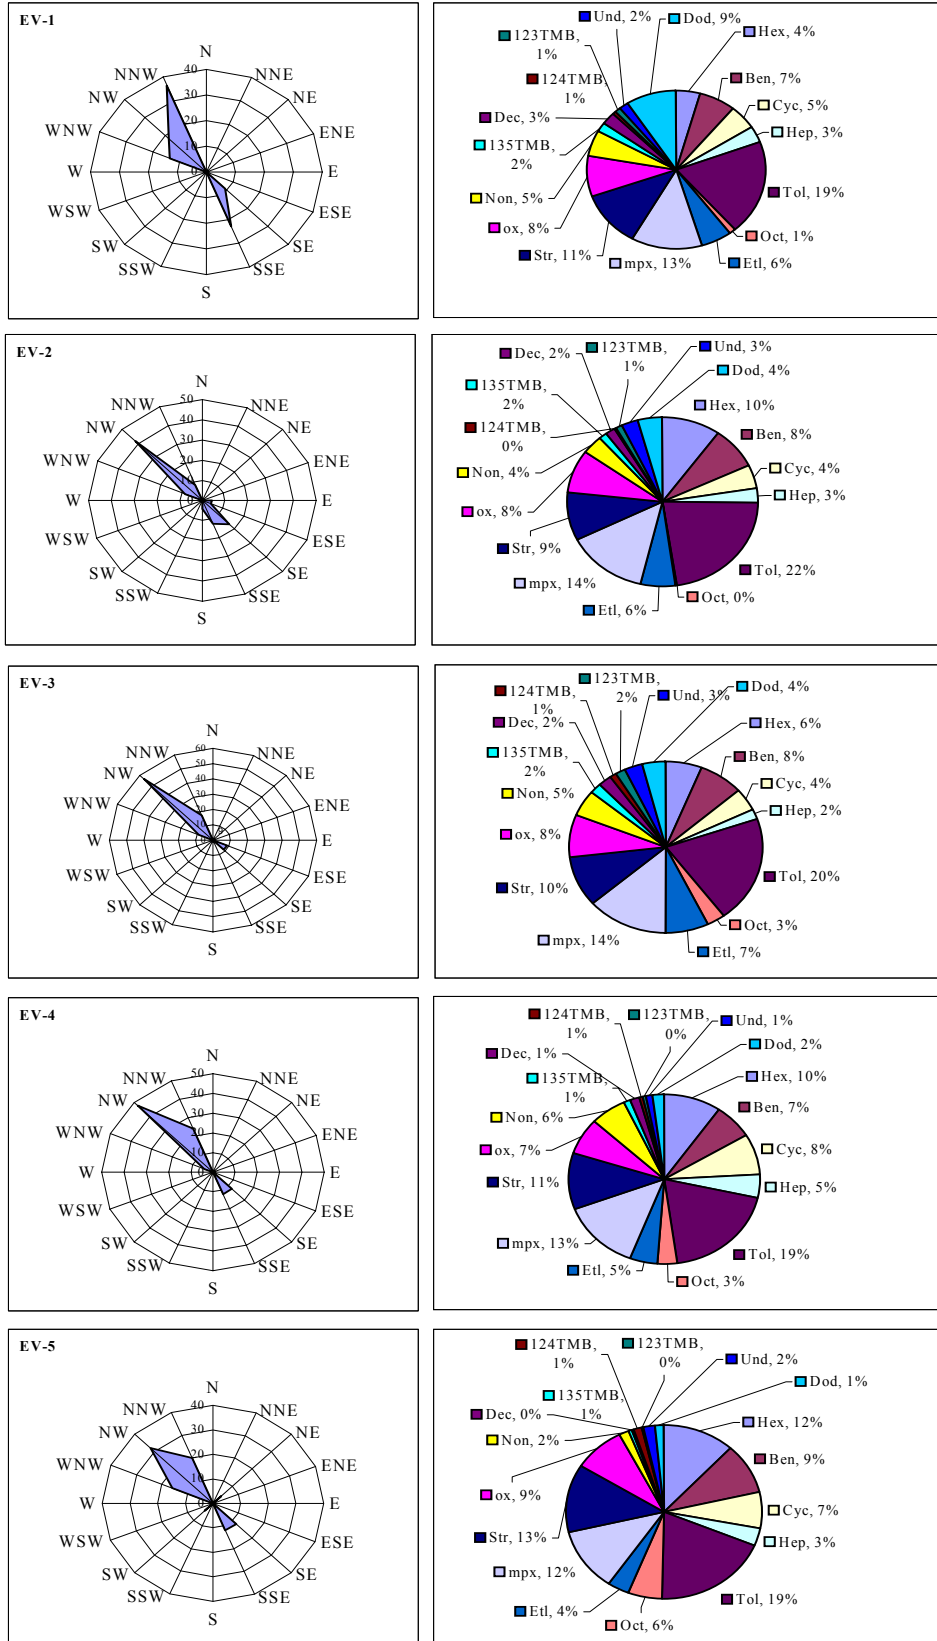 EV-1
N
NNE
NE
ENE
E
ESE
SE
SSE
S
SSW
SW
WSW
W
WNW
NW
NNW
40
30
20
10
0
Und, 2%
Dod, 9%
Hex, 4%
Ben, 7%
Cyc, 5%
Hep, 3%
Tol, 19%
Oct, 1%
Etl, 6%
mpx, 13%
Str, 11%
ox, 8%
Non, 5%
135TMB,
2%
Dec, 3%
124TMB,
1%
123TMB,
1%
EV-2
N
NNE
NE
ENE
E
ESE
SE
SSE
S
SSW
SW
WSW
W
WNW
NW
NNW
50
40
30
20
10
0
Und, 3%
Dod, 4%
Hex, 10%
Ben, 8%
Cyc, 4%
Hep, 3%
Tol, 22%
Oct, 0%
Etl, 6%
mpx, 14%
Str, 9%
ox, 8%
Non, 4%
124TMB,
0%
135TMB,
2%
Dec, 2%
123TMB,
1%
EV-3
N
NNE
NE
ENE
E
ESE
SE
SSE
S
SSW
SW
WSW
W
WNW
NW
NNW
60
50
40
30
20
10
0
Und, 3%
Dod, 4%
Hex, 6%
Ben, 8%
Cyc, 4%
Hep, 2%
Tol, 20%
Oct, 3%
Etl, 7%
mpx, 14%
Str, 10%
ox, 8%
Non, 5%
135TMB,
2%
Dec, 2%
124TMB,
1%
123TMB,
2%
EV-4
N
NNE
NE
ENE
E
ESE
SE
SSE
S
SSW
SW
WSW
W
WNW
NW
NNW
50
40
30
20
10
0
Und, 1%
Dod, 2%
Hex, 10%
Ben, 7%
Cyc, 8%
Hep, 5%
Tol, 19%
Oct, 3%
Etl, 5%
mpx, 13%
Str, 11%
ox, 7%
Non, 6%
135TMB,
1%
Dec, 1%
124TMB,
1%
123TMB,
0%
EV-5
N
NNE
NE
ENE
E
ESE
SE
SSE
S
SSW
SW
WSW
W
WNW
NW
NNW
40
30
20
10
0
Und, 2%
Dod, 1%
Hex, 12%
Ben, 9%
Cyc, 7%
Hep, 3%
Tol, 19%
Oct, 6%
Etl, 4%
mpx, 12%
Str, 13%
ox, 9%
Non, 2%
Dec, 0%
135TMB,
1%
124TMB,
1%
123TMB,
0%